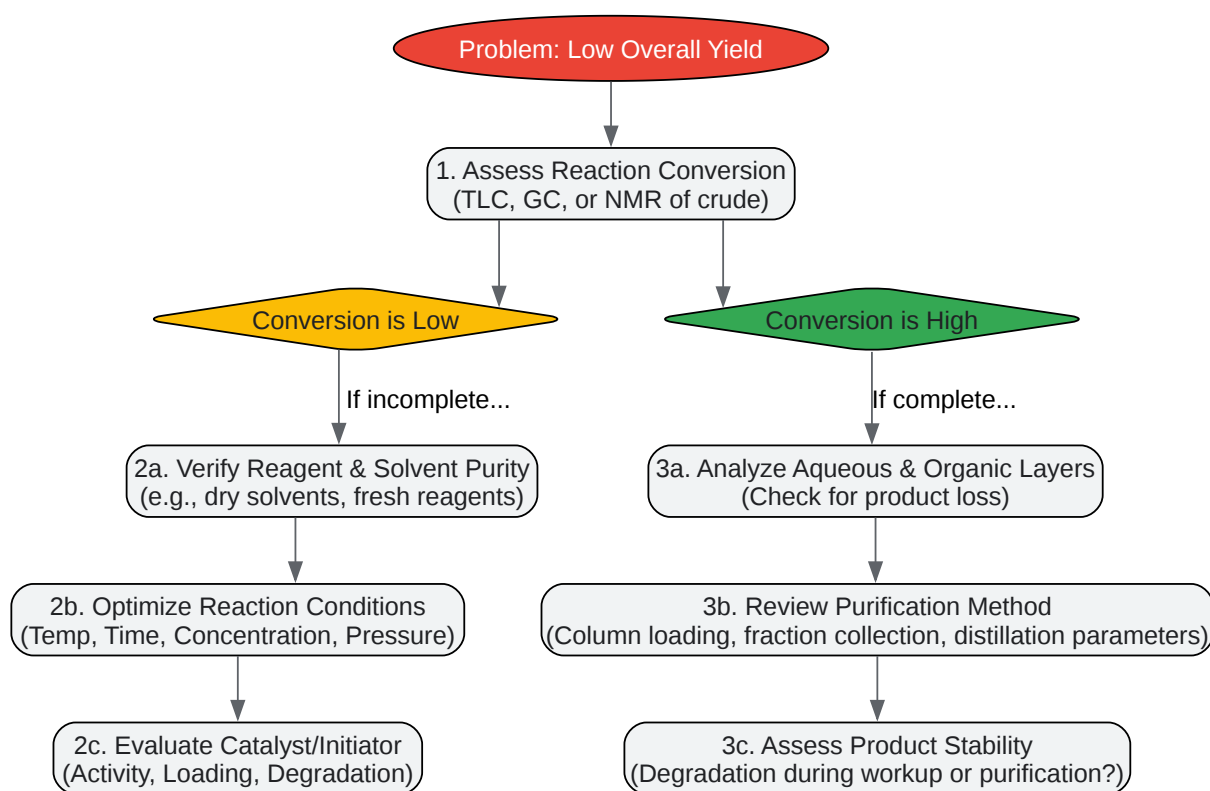 Problem: Low Overall Yield
1. Assess Reaction Conversion
(TLC, GC, or NMR of crude)
Conversion is Low
Conversion is High
If incomplete...
If complete...
2a. Verify Reagent & Solvent Purity
(e.g., dry solvents, fresh reagents)
3a. Analyze Aqueous & Organic Layers
(Check for product loss)
2b. Optimize Reaction Conditions
(Temp, Time, Concentration, Pressure)
3b. Review Purification Method
(Column loading, fraction collection, distillation parameters)
2c. Evaluate Catalyst/Initiator
(Activity, Loading, Degradation)
3c. Assess Product Stability
(Degradation during workup or purification?)